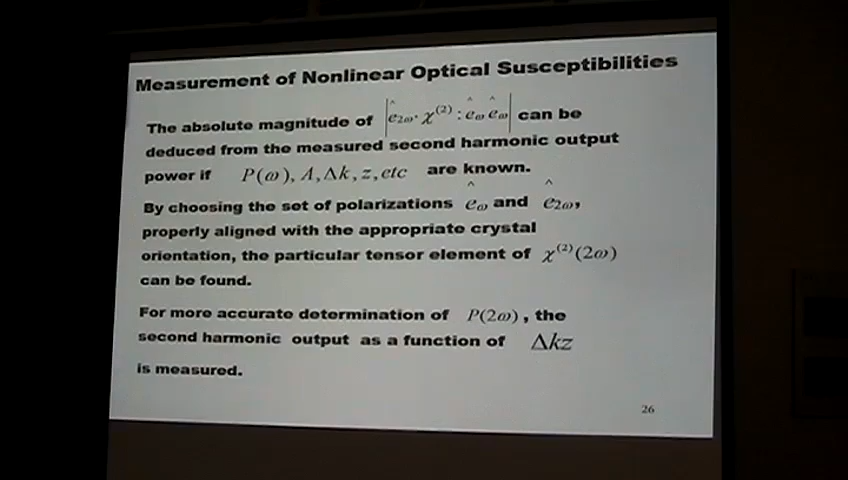 Measurement of Nonlinear Optical Susceptibilities
The absolute magnitude of |ê₂ω · χ⁽²⁾ : êω êω| can be
deduced from the measured second harmonic output
power if P(ω), A, Δk, z, etc are known.
By choosing the set of polarizations êω and ê₂ω,
properly aligned with the appropriate crystal
orientation, the particular tensor element of χ⁽²⁾(2ω)
can be found.
For more accurate determination of P(2ω), the
second harmonic output as a function of Δkz
is measured.
26